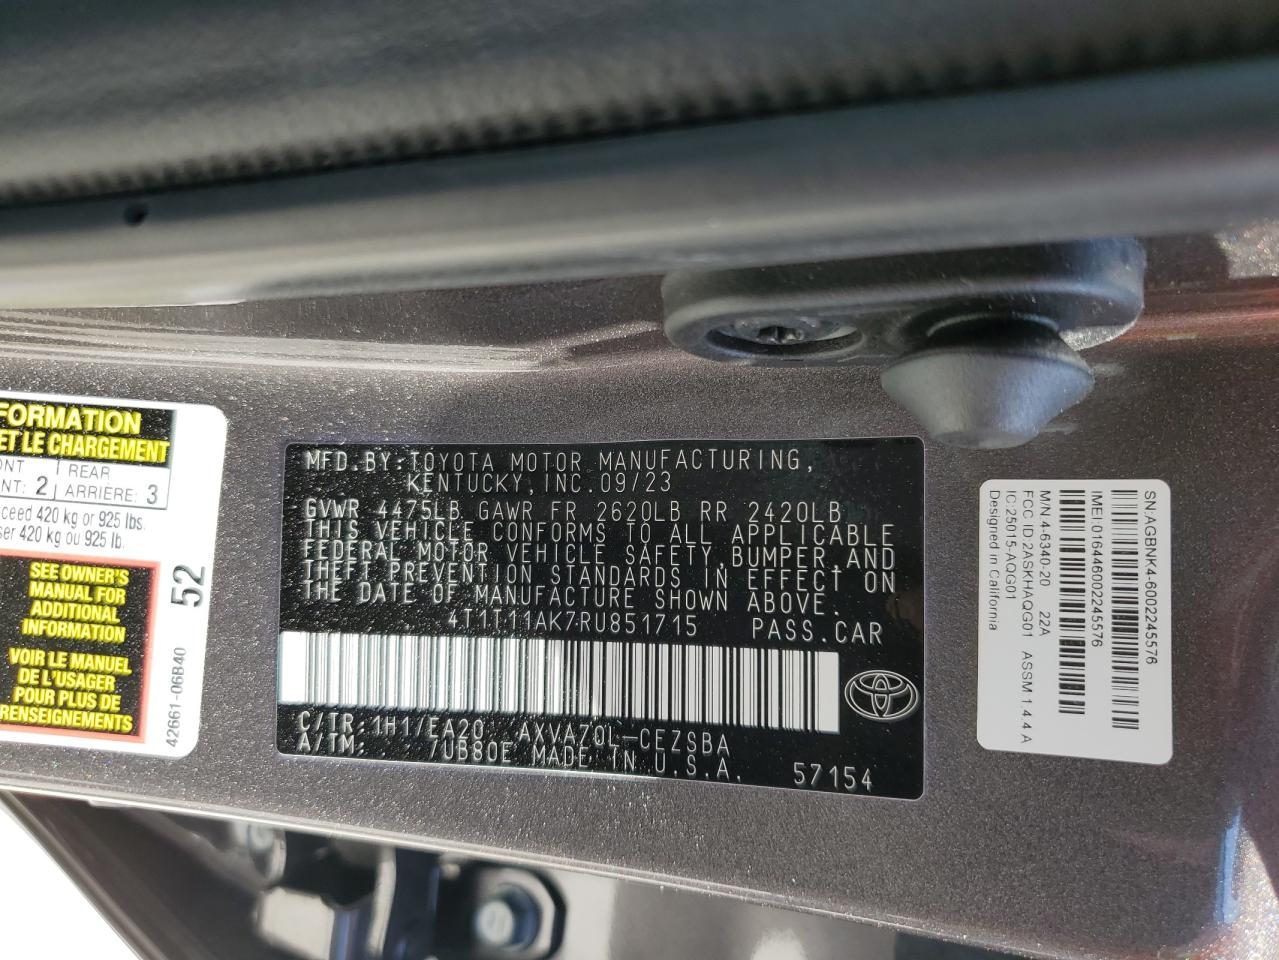 FORMATION
ET LE CHARGEMENT
REAR
NT: 2 ARRIÈRE: 3
xceed 420 kg or 925 lbs.
ser 420 kg ou 925 lb.
SEE OWNER'S
MANUAL FOR
ADDITIONAL
INFORMATION
VOIR LE MANUEL
DE L'USAGER
POUR PLUS DE
RENSEIGNEMENTS
52
42661-06B40
MFD.BY:TOYOTA MOTOR MANUFACTURING,
KENTUCKY,INC.09/23
GVWR 4475LB GAWR FR 2620LB RR 2420LB
THIS VEHICLE CONFORMS TO ALL APPLICABLE
FEDERAL MOTOR VEHICLE SAFETY,BUMPER,AND
THEFT PREVENTION STANDARDS IN EFFECT ON
THE DATE OF MANUFACTURE SHOWN ABOVE.
4T1T11AK7RU851715 PASS.CAR
C/TR:1H1/EA20 AXVA70L-CEZSBA
A/TM: 7UB80E MADE IN U.S.A.
57154
SN:AGBNK4-6002245576
IMEI:016446002245576
M/N 4-6340-20 22A
FCC ID:2ASKHAQG01 ASSM 1.4.4 A
IC:25015-AQG01
Designed in California